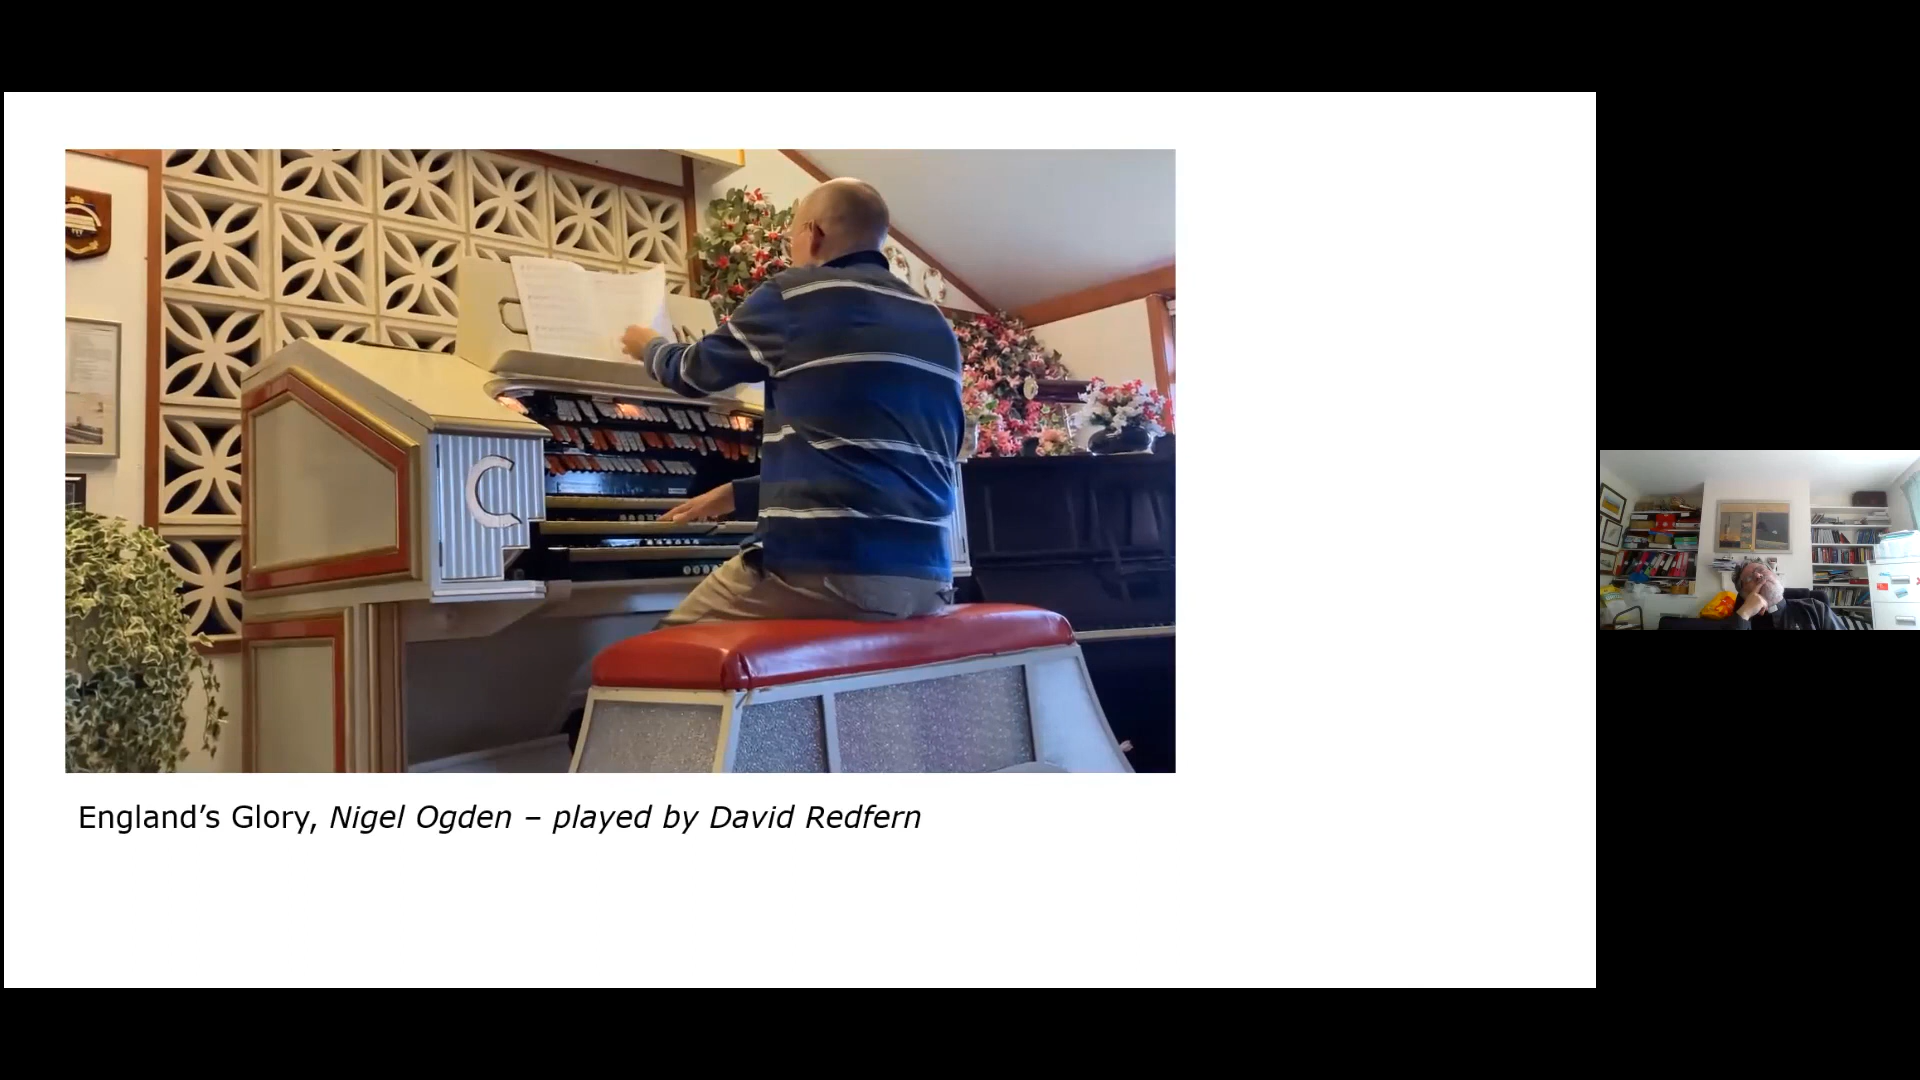 C
England’s Glory, Nigel Ogden – played by David Redfern